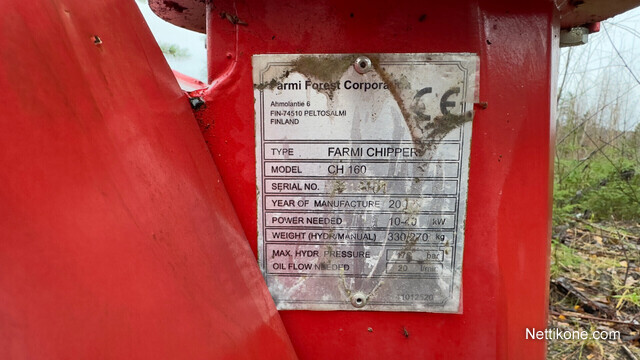 Farmi Forest Corporation
Ahmolantie 6
FIN-74510 PELTOSALMI
FINLAND
CE
TYPE FARMI CHIPPER
MODEL CH 160
SERIAL NO.
YEAR OF MANUFACTURE
POWER NEEDED kW
WEIGHT (HYDR/MANUAL) 330/270 kg
MAX. HYDR. PRESSURE bar
OIL FLOW NEEDED 20 l/min
Nettikone.com